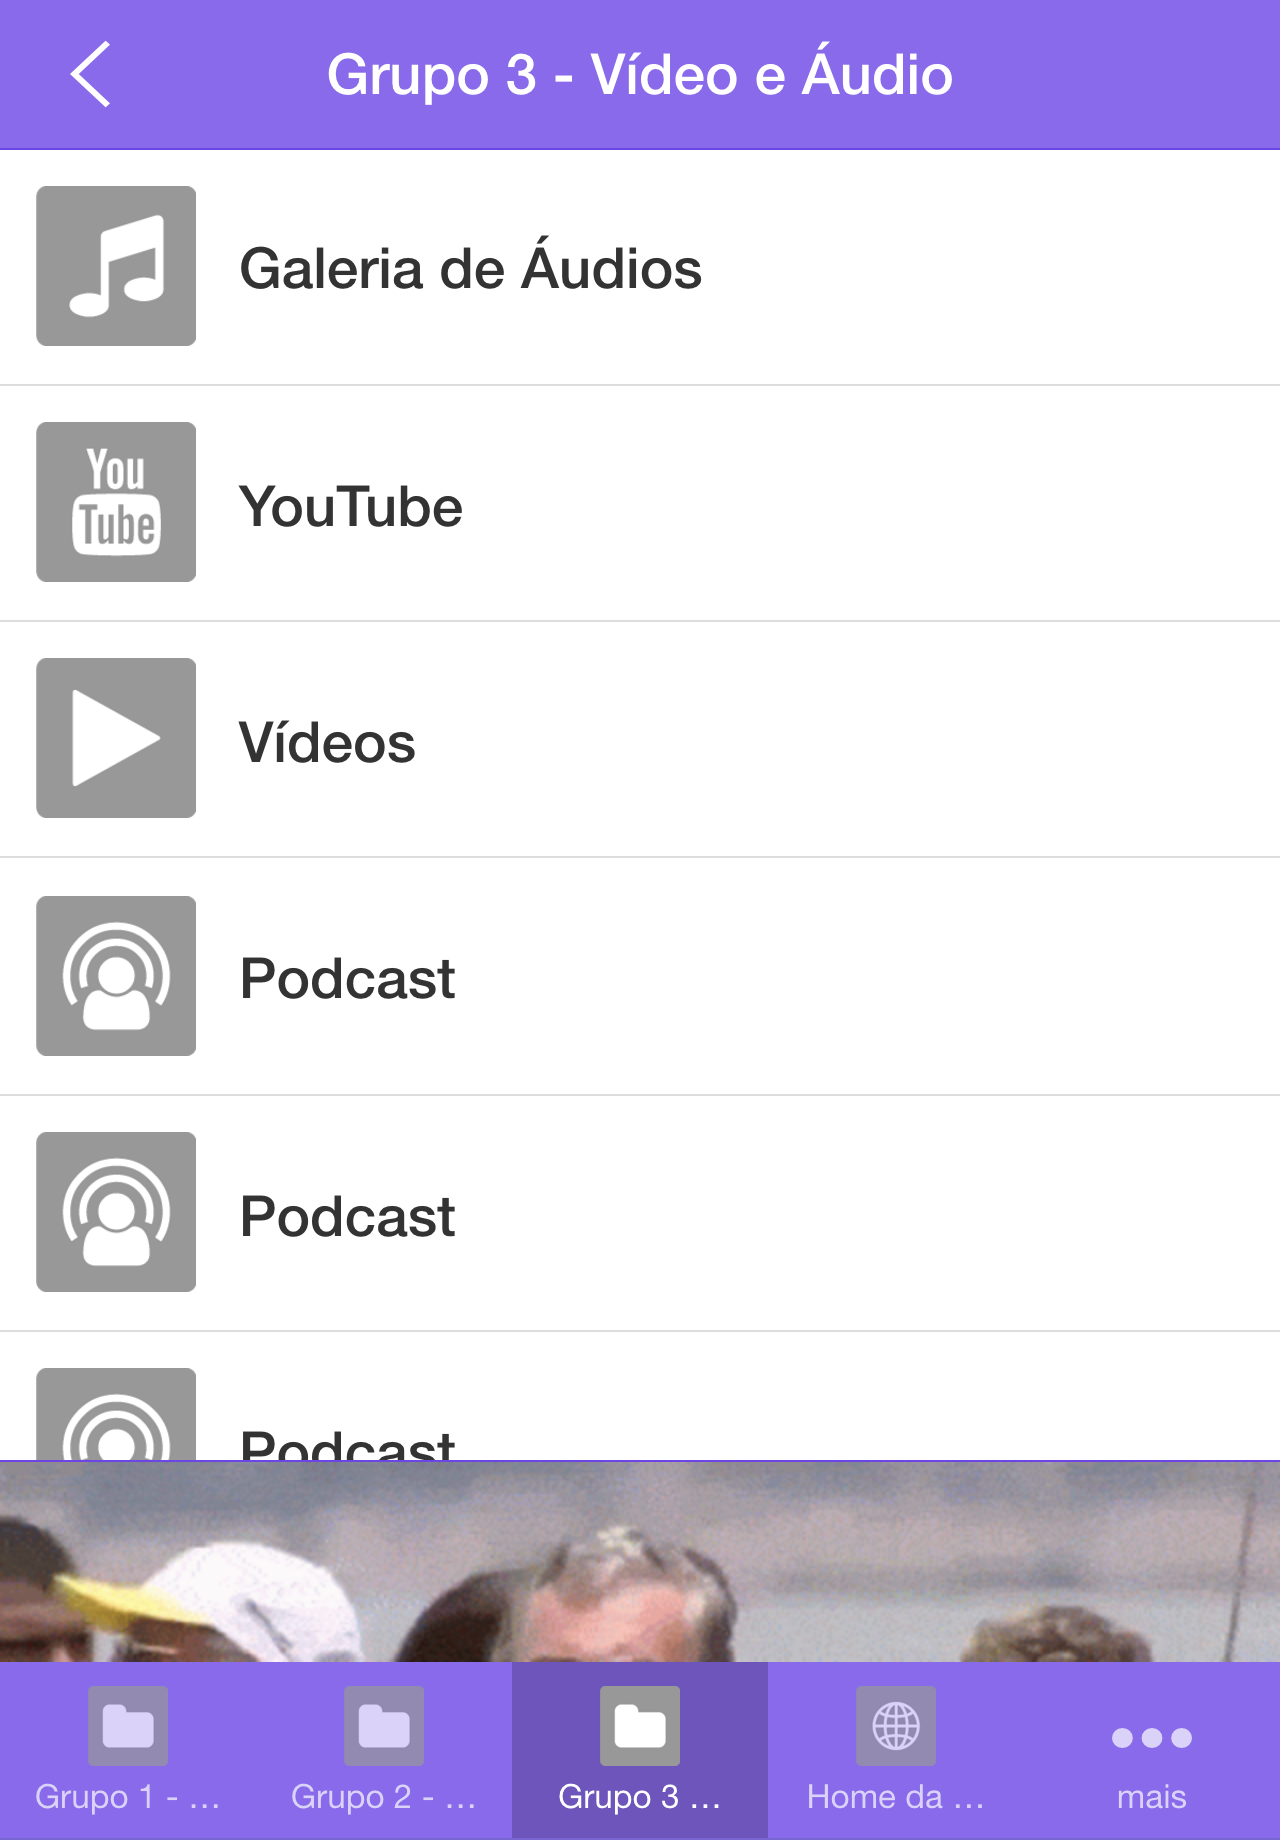 Grupo 3 - Vídeo e Áudio
Galeria de Áudios
You
Tube
YouTube
Vídeos
Podcast
Podcast
Podcast
Grupo 1 - ...
Grupo 2 - ...
Grupo 3 ...
Home da ...
mais